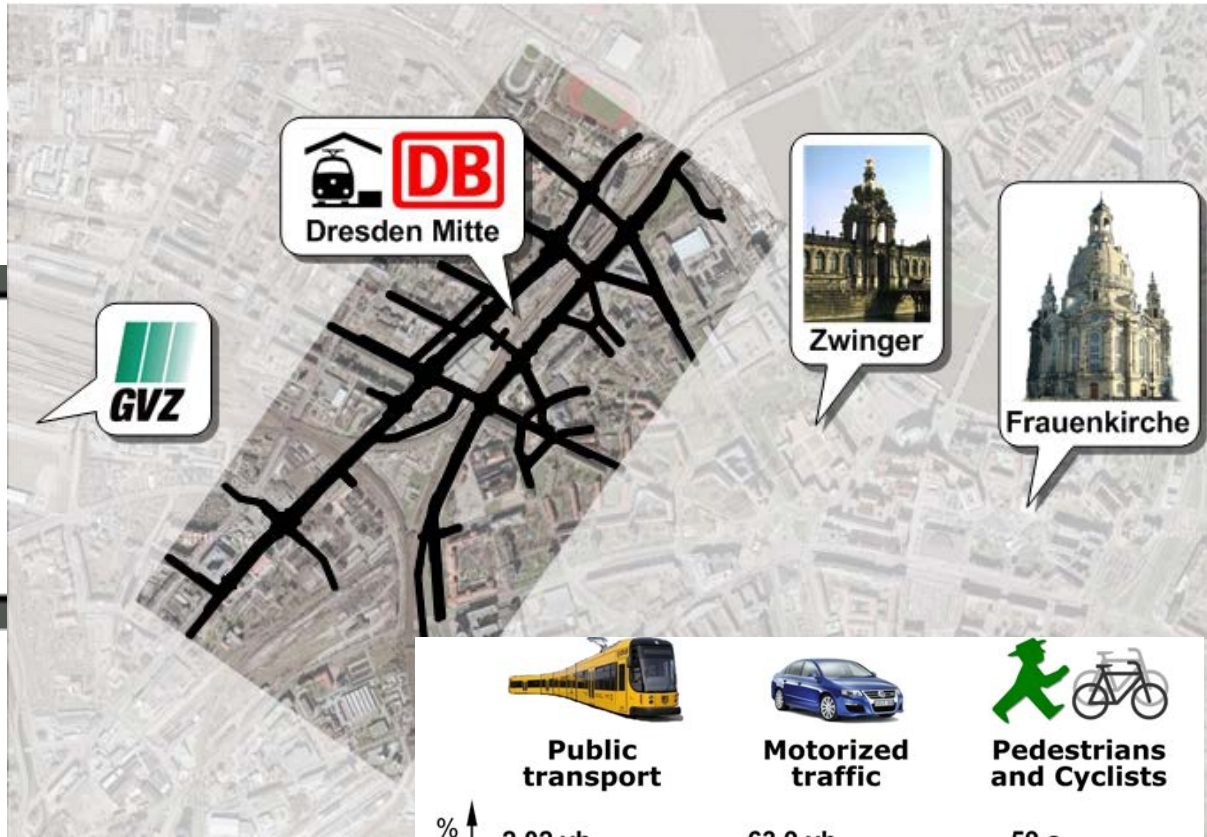 DB
Dresden Mitte
GVZ
Zwinger
Frauenkirche
Public
transport
Motorized
traffic
Pedestrians
and Cyclists
%